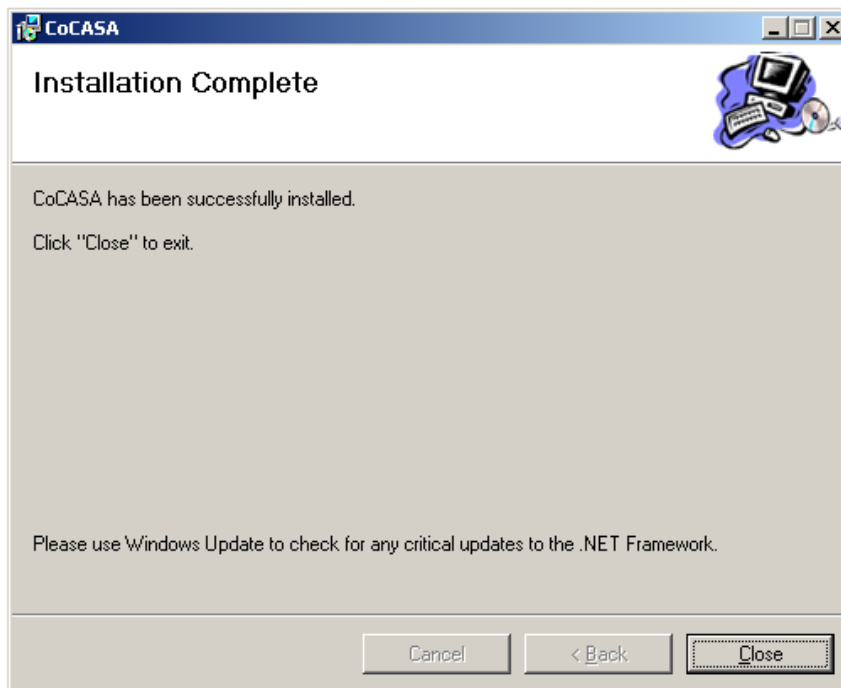 CoCASA
Installation Complete
CoCASA has been successfully installed.
Click "Close" to exit.
Please use Windows Update to check for any critical updates to the .NET Framework.
Cancel
< Back
Close